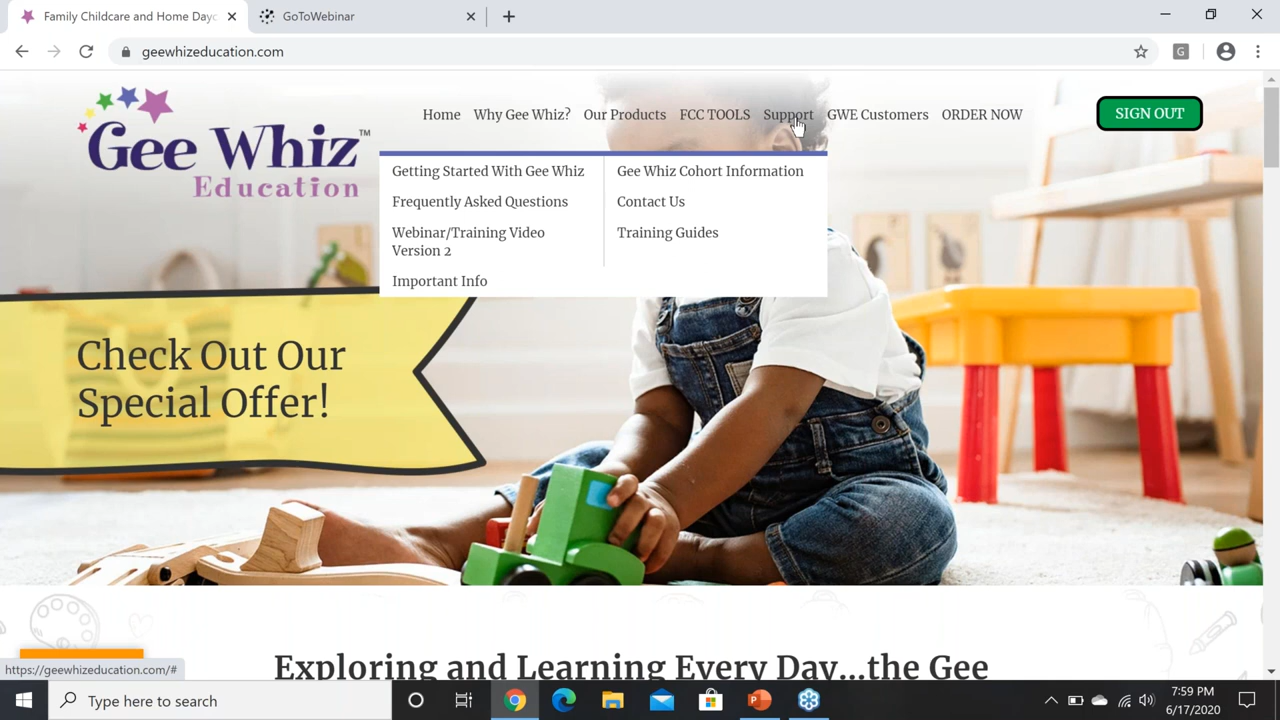 Family Childcare and Home Dayc
GoToWebinar
geewhizeducation.com
G
Gee Whiz™
Education
Home
Why Gee Whiz?
Our Products
FCC TOOLS
Support
GWE Customers
ORDER NOW
SIGN OUT
Getting Started With Gee Whiz
Frequently Asked Questions
Webinar/Training Video
Version 2
Important Info
Gee Whiz Cohort Information
Contact Us
Training Guides
Check Out Our
Special Offer!
Exploring and Learning Every Day...the Gee
https://geewhizeducation.com/#
Type here to search
7:59 PM
6/17/2020